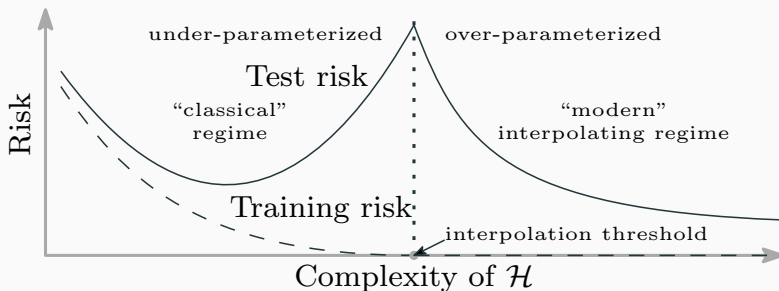 under-parameterized
over-parameterized
Test risk
“classical”
regime
“modern”
interpolating regime
Risk
Training risk
interpolation threshold
Complexity of ℋ